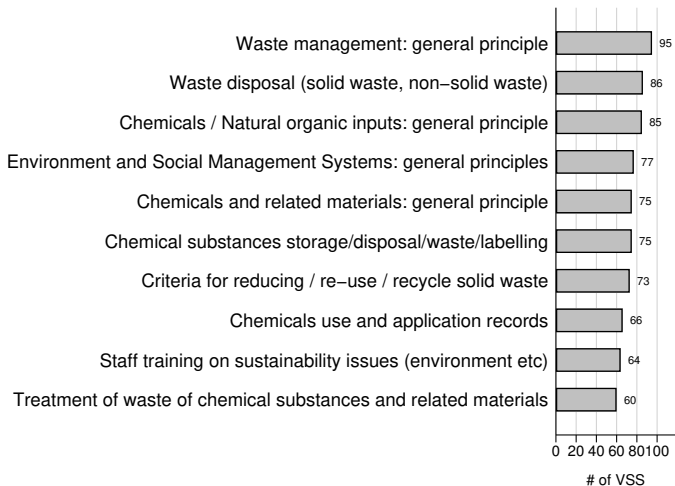 Waste management: general principle 95
Waste disposal (solid waste, non−solid waste) 86
Chemicals / Natural organic inputs: general principle 85
Environment and Social Management Systems: general principles 77
Chemicals and related materials: general principle 75
Chemical substances storage/disposal/waste/labelling 75
Criteria for reducing / re−use / recycle solid waste 73
Chemicals use and application records 66
Staff training on sustainability issues (environment etc) 64
Treatment of waste of chemical substances and related materials 60
0 20 40 60 80 100
# of VSS